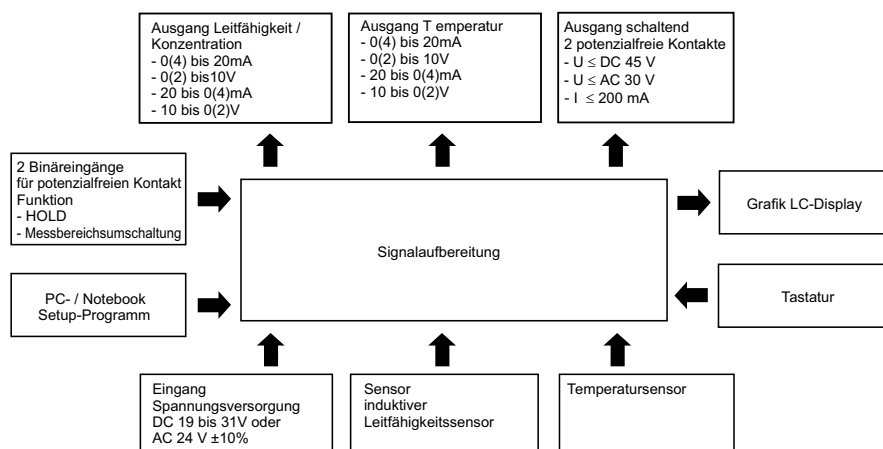 Ausgang Leitfähigkeit /
Konzentration
- 0(4) bis 20mA
- 0(2) bis10V
- 20 bis 0(4)mA
- 10 bis 0(2)V
Ausgang T emperatur
- 0(4) bis 20mA
- 0(2) bis 10V
- 20 bis 0(4)mA
- 10 bis 0(2)V
Ausgang schaltend
2 potenzialfreie Kontakte
- U ≤ DC 45 V
- U ≤ AC 30 V
- I ≤ 200 mA
2 Binäreingänge
für potenzialfreien Kontakt
Funktion
- HOLD
- Messbereichsumschaltung
Signalaufbereitung
Grafik LC-Display
PC- / Notebook
Setup-Programm
Tastatur
Eingang
Spannungsversorgung
DC 19 bis 31V oder
AC 24 V ±10%
Sensor
induktiver
Leitfähigkeitssensor
Temperatursensor